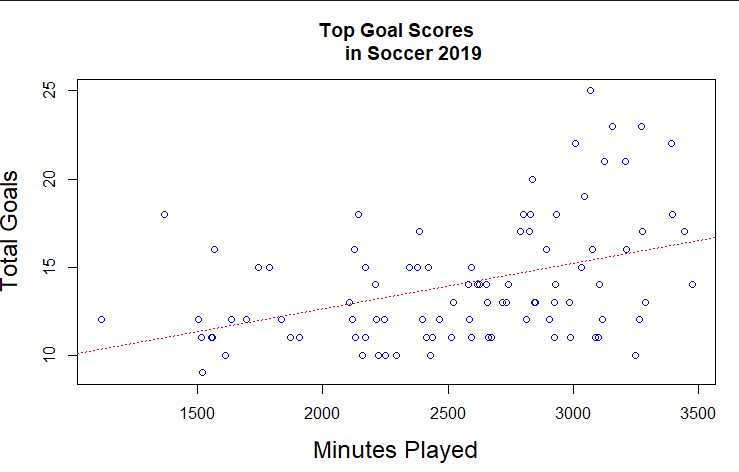 Top Goal Scores
in Soccer 2019
Total Goals
25
20
15
10
1500 2000 2500 3000 3500
Minutes Played